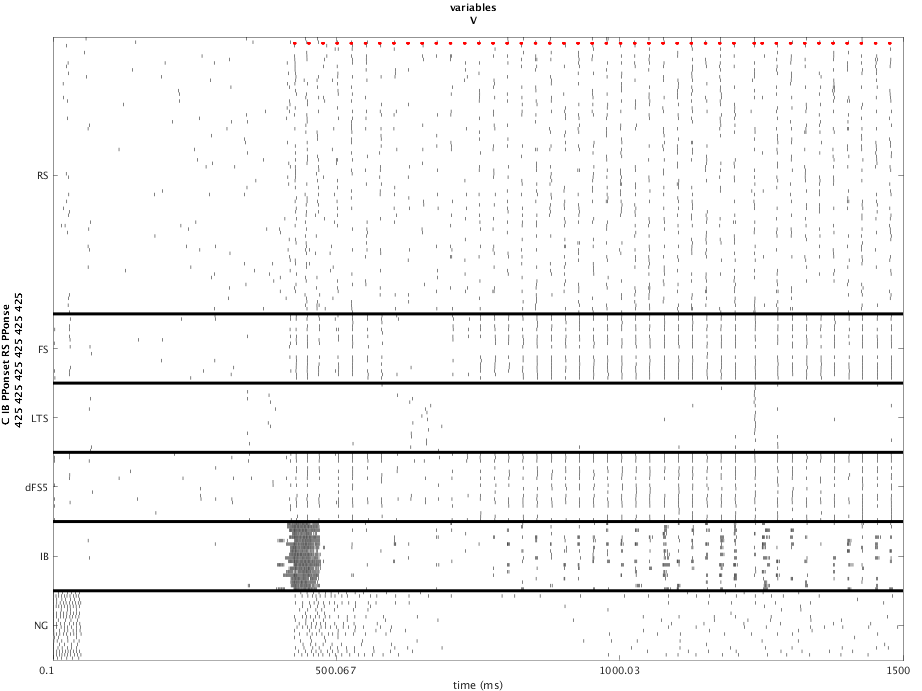 variables
V
C IB PPonset RS PPonse
425 425 425 425 425 425 425
RS
FS
LTS
dFS5
IB
NG
0.1
500.067
1000.03
1500
time (ms)